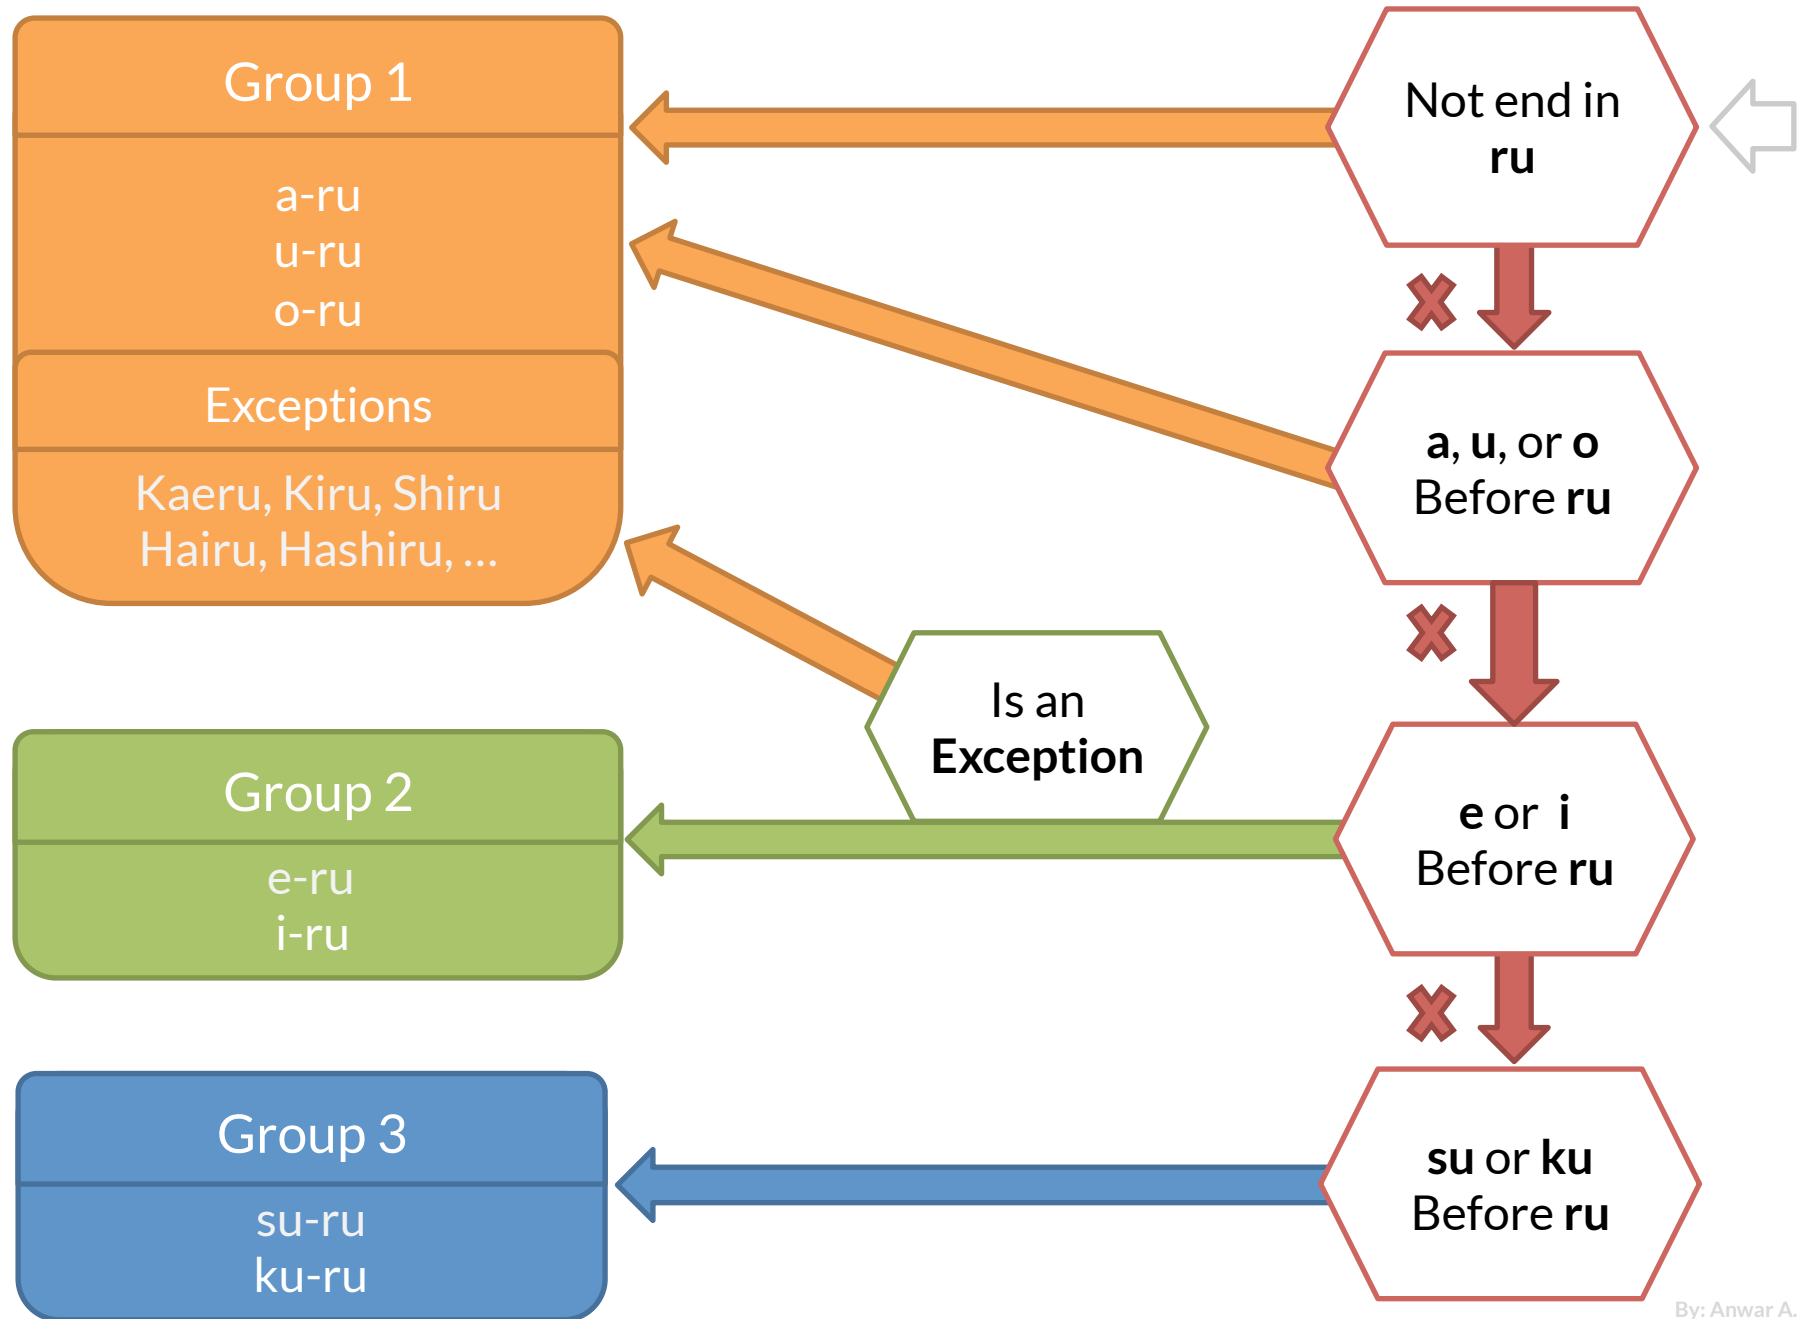 Group 1
a-ru
u-ru
o-ru
Exceptions
Kaeru, Kiru, Shiru
Hairu, Hashiru, ...
Group 2
e-ru
i-ru
Group 3
su-ru
ku-ru
Not end in
ru
a, u, or o
Before ru
Is an
Exception
e or i
Before ru
su or ku
Before ru
By: Anwar A.